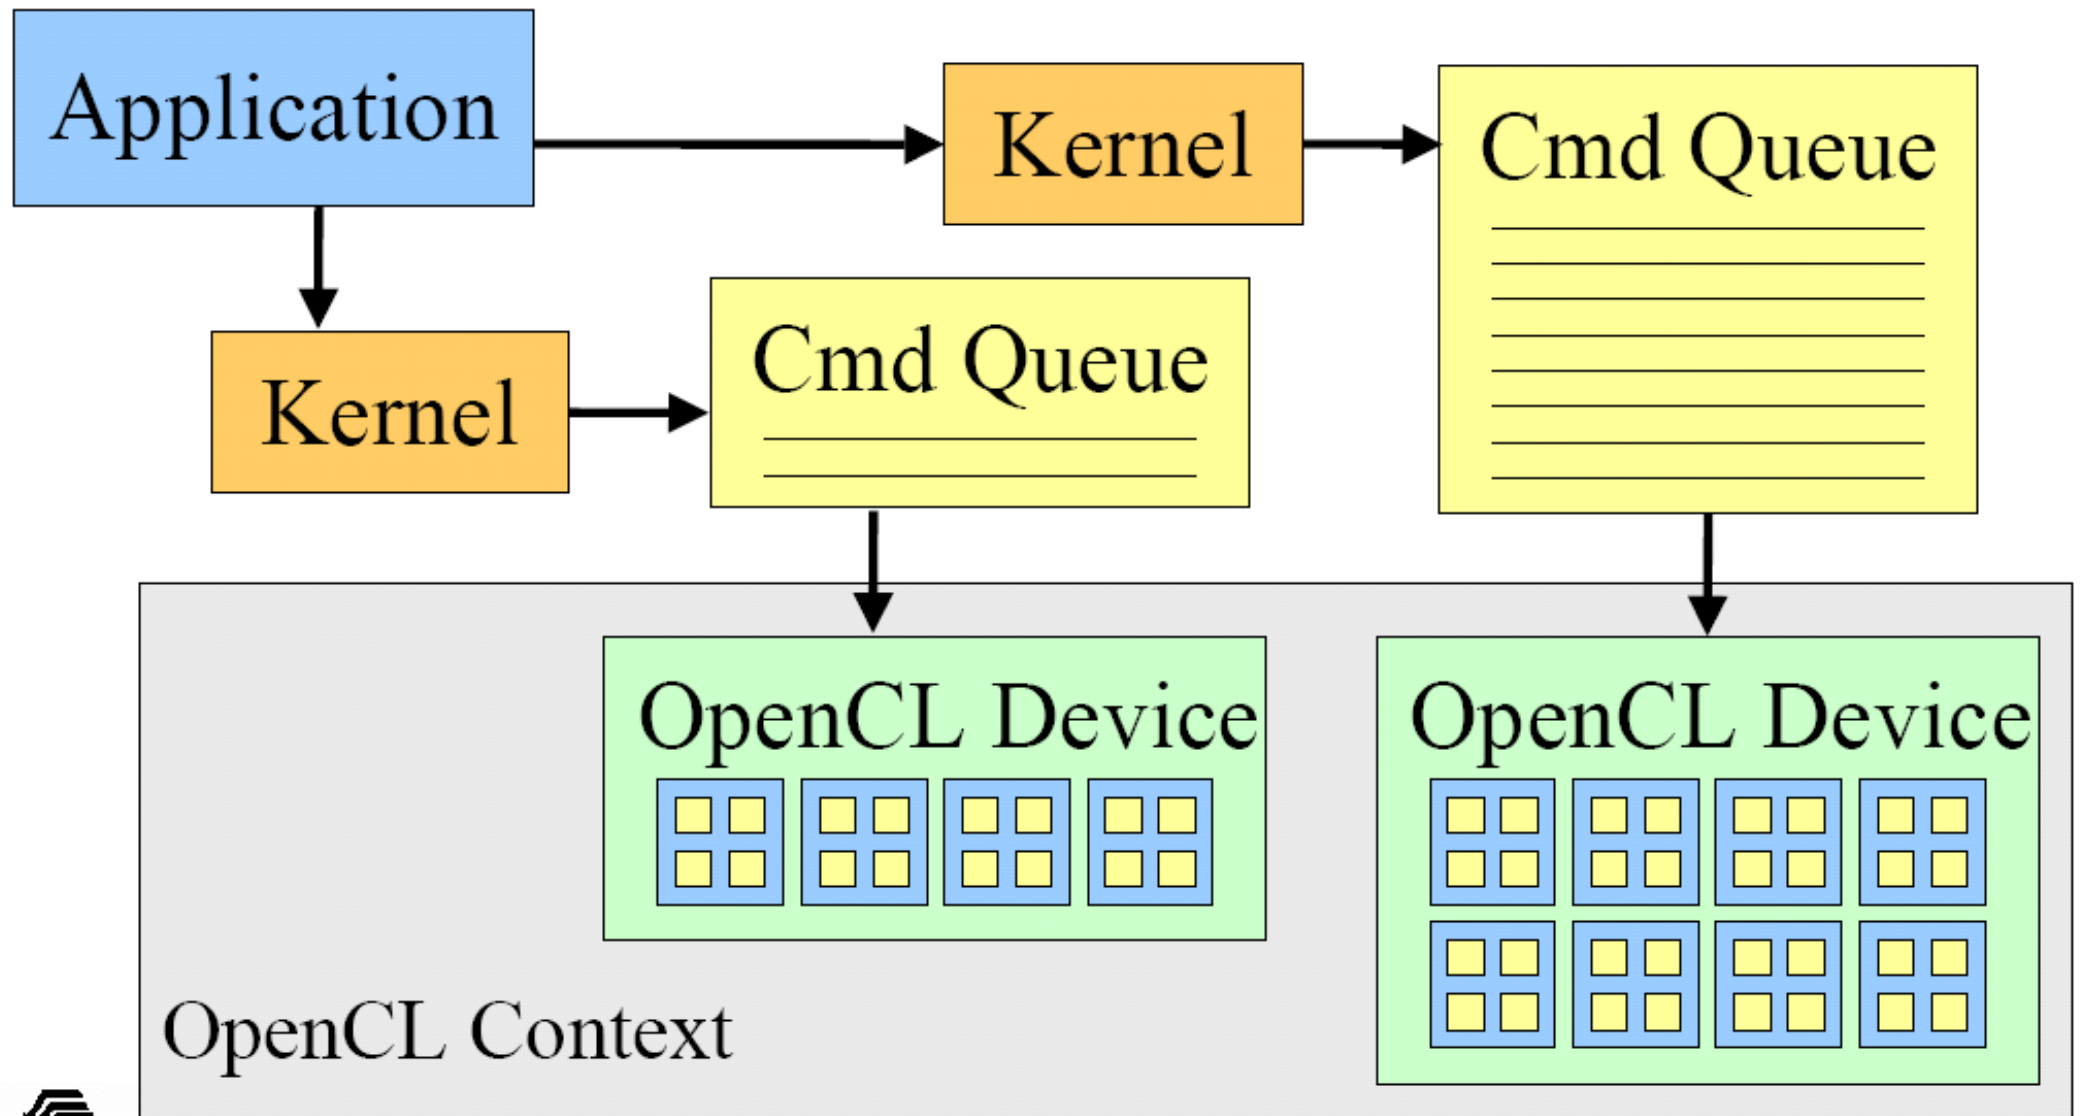 Application
Kernel
Cmd Queue
Kernel
Cmd Queue
OpenCL Device
OpenCL Device
OpenCL Context